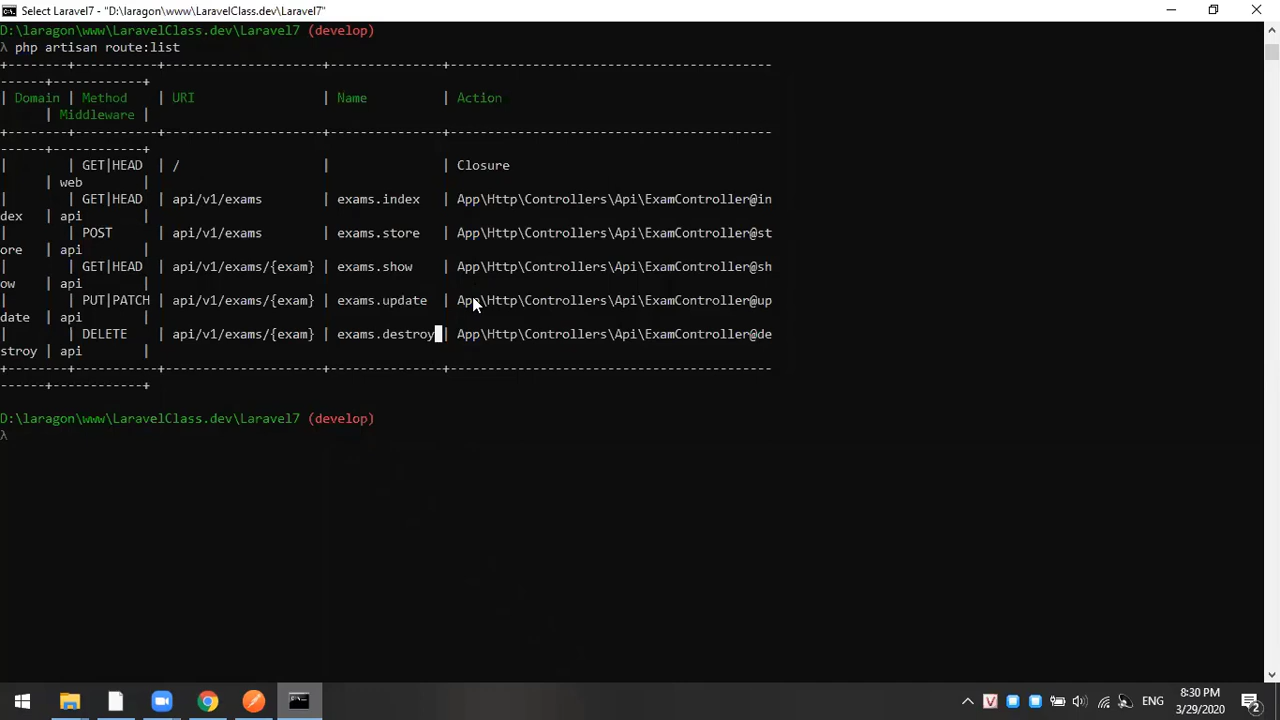 Select Laravel7 - "D:\laragon\www\LaravelClass.dev\Laravel7"
D:\laragon\www\LaravelClass.dev\Laravel7 (develop)
λ php artisan route:list
+--------+-----------+----------------------+---------------+-------------------------------------------
------+------------+
| Domain | Method    | URI                  | Name          | Action
      | Middleware |
+--------+-----------+----------------------+---------------+-------------------------------------------
------+------------+
|        | GET|HEAD  | /                    |               | Closure
      | web        |
|        | GET|HEAD  | api/v1/exams         | exams.index   | App\Http\Controllers\Api\ExamController@in
dex   | api        |
|        | POST      | api/v1/exams         | exams.store   | App\Http\Controllers\Api\ExamController@st
ore   | api        |
|        | GET|HEAD  | api/v1/exams/{exam}  | exams.show    | App\Http\Controllers\Api\ExamController@sh
ow    | api        |
|        | PUT|PATCH | api/v1/exams/{exam}  | exams.update  | App\Http\Controllers\Api\ExamController@up
date  | api        |
|        | DELETE    | api/v1/exams/{exam}  | exams.destroy | App\Http\Controllers\Api\ExamController@de
stroy | api        |
+--------+-----------+----------------------+---------------+-------------------------------------------
------+------------+
D:\laragon\www\LaravelClass.dev\Laravel7 (develop)
λ
ENG
8:30 PM
3/29/2020
2